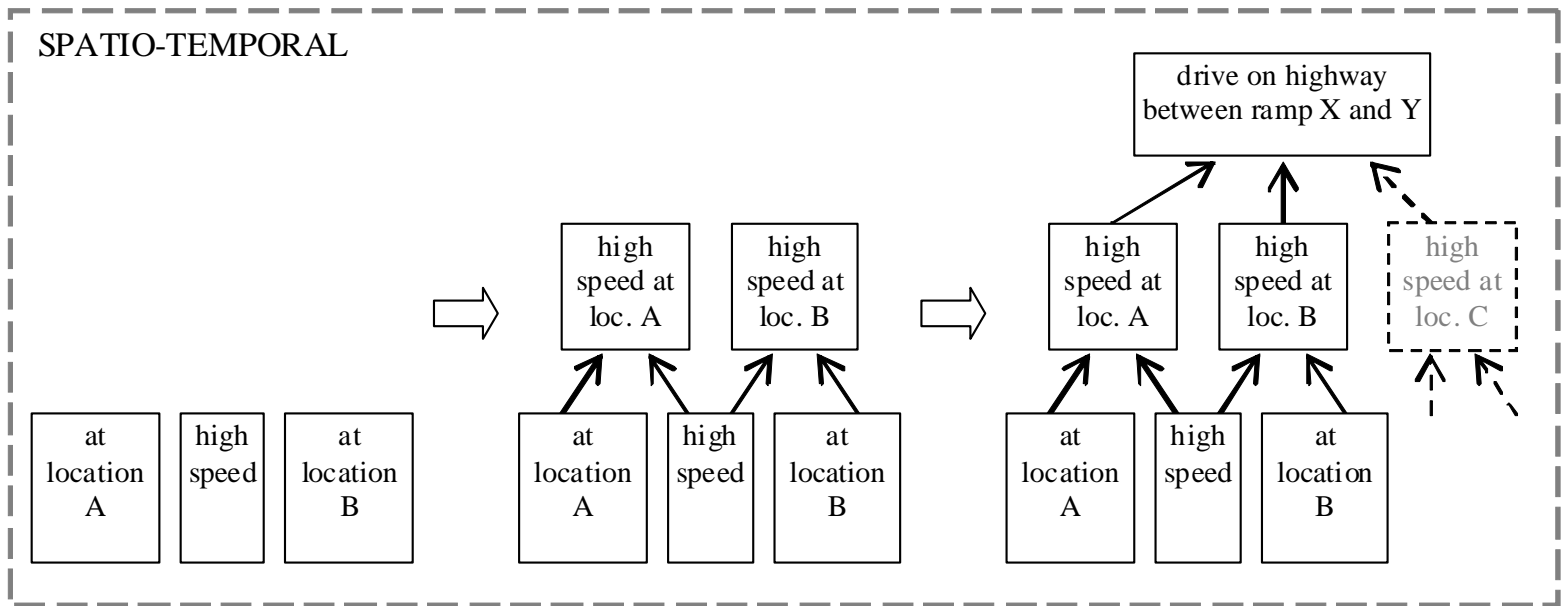 SPATIO-TEMPORAL
drive on highway
between ramp X and Y
high
speed at
loc. A
high
speed at
loc. B
high
speed at
loc. A
high
speed at
loc. B
high
speed at
loc. C
at
location
A
high
speed
at
location
B
at
location
A
high
speed
at
location
B
at
location
A
high
speed
at
location
B